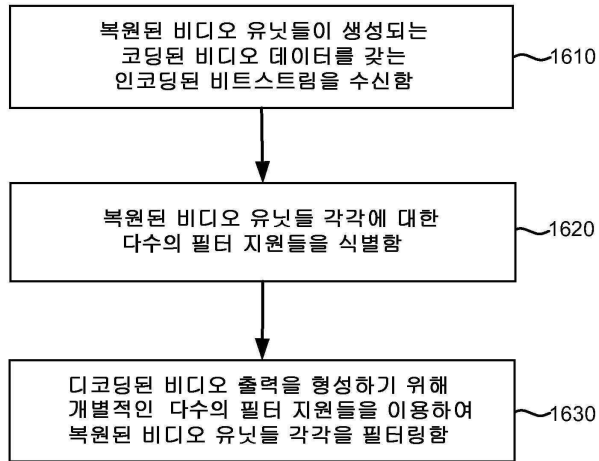 복원된 비디오 유닛들이 생성되는
코딩된 비디오 데이터를 갖는
인코딩된 비트스트림을 수신함
1610
복원된 비디오 유닛들 각각에 대한
다수의 필터 지원들을 식별함
1620
디코딩된 비디오 출력을 형성하기 위해
개별적인 다수의 필터 지원들을 이용하여
복원된 비디오 유닛들 각각을 필터링함
1630